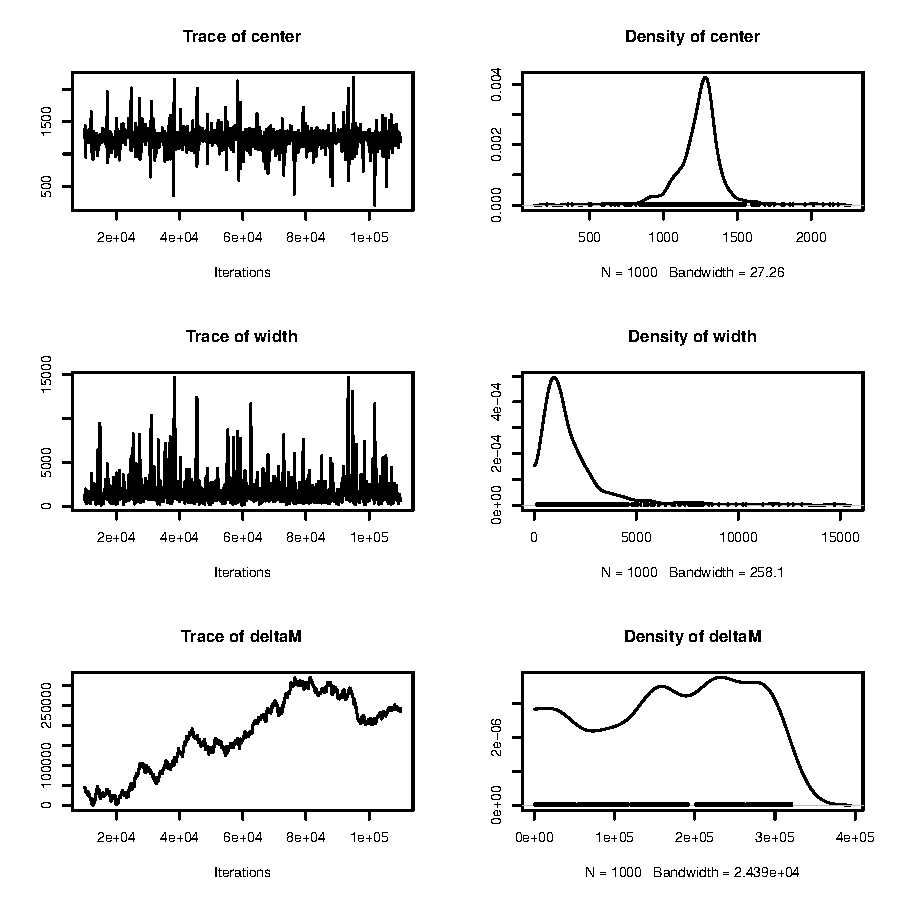 Trace of center
1500
500
2e+04 4e+04 6e+04 8e+04 1e+05
Iterations
Density of center
0.004
0.002
0.000
500 1000 1500 2000
N = 1000 Bandwidth = 27.26
Trace of width
15000
5000
0
2e+04 4e+04 6e+04 8e+04 1e+05
Iterations
Density of width
4e-04
2e-04
0e+00
0 5000 10000 15000
N = 1000 Bandwidth = 258.1
Trace of deltaM
250000
100000
0
2e+04 4e+04 6e+04 8e+04 1e+05
Iterations
Density of deltaM
2e-06
0e+00
0e+00 1e+05 2e+05 3e+05 4e+05
N = 1000 Bandwidth = 2.439e+04